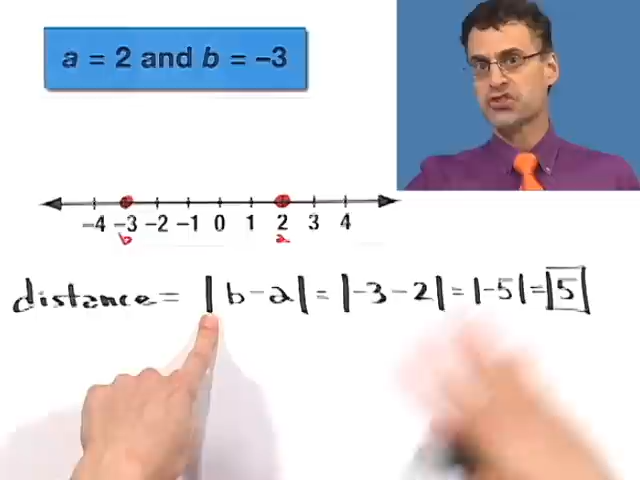 a = 2 and b = –3
–4 –3 –2 –1 0 1 2 3 4
b a
distance = |b – a| = |-3 – 2| = |-5| = 5